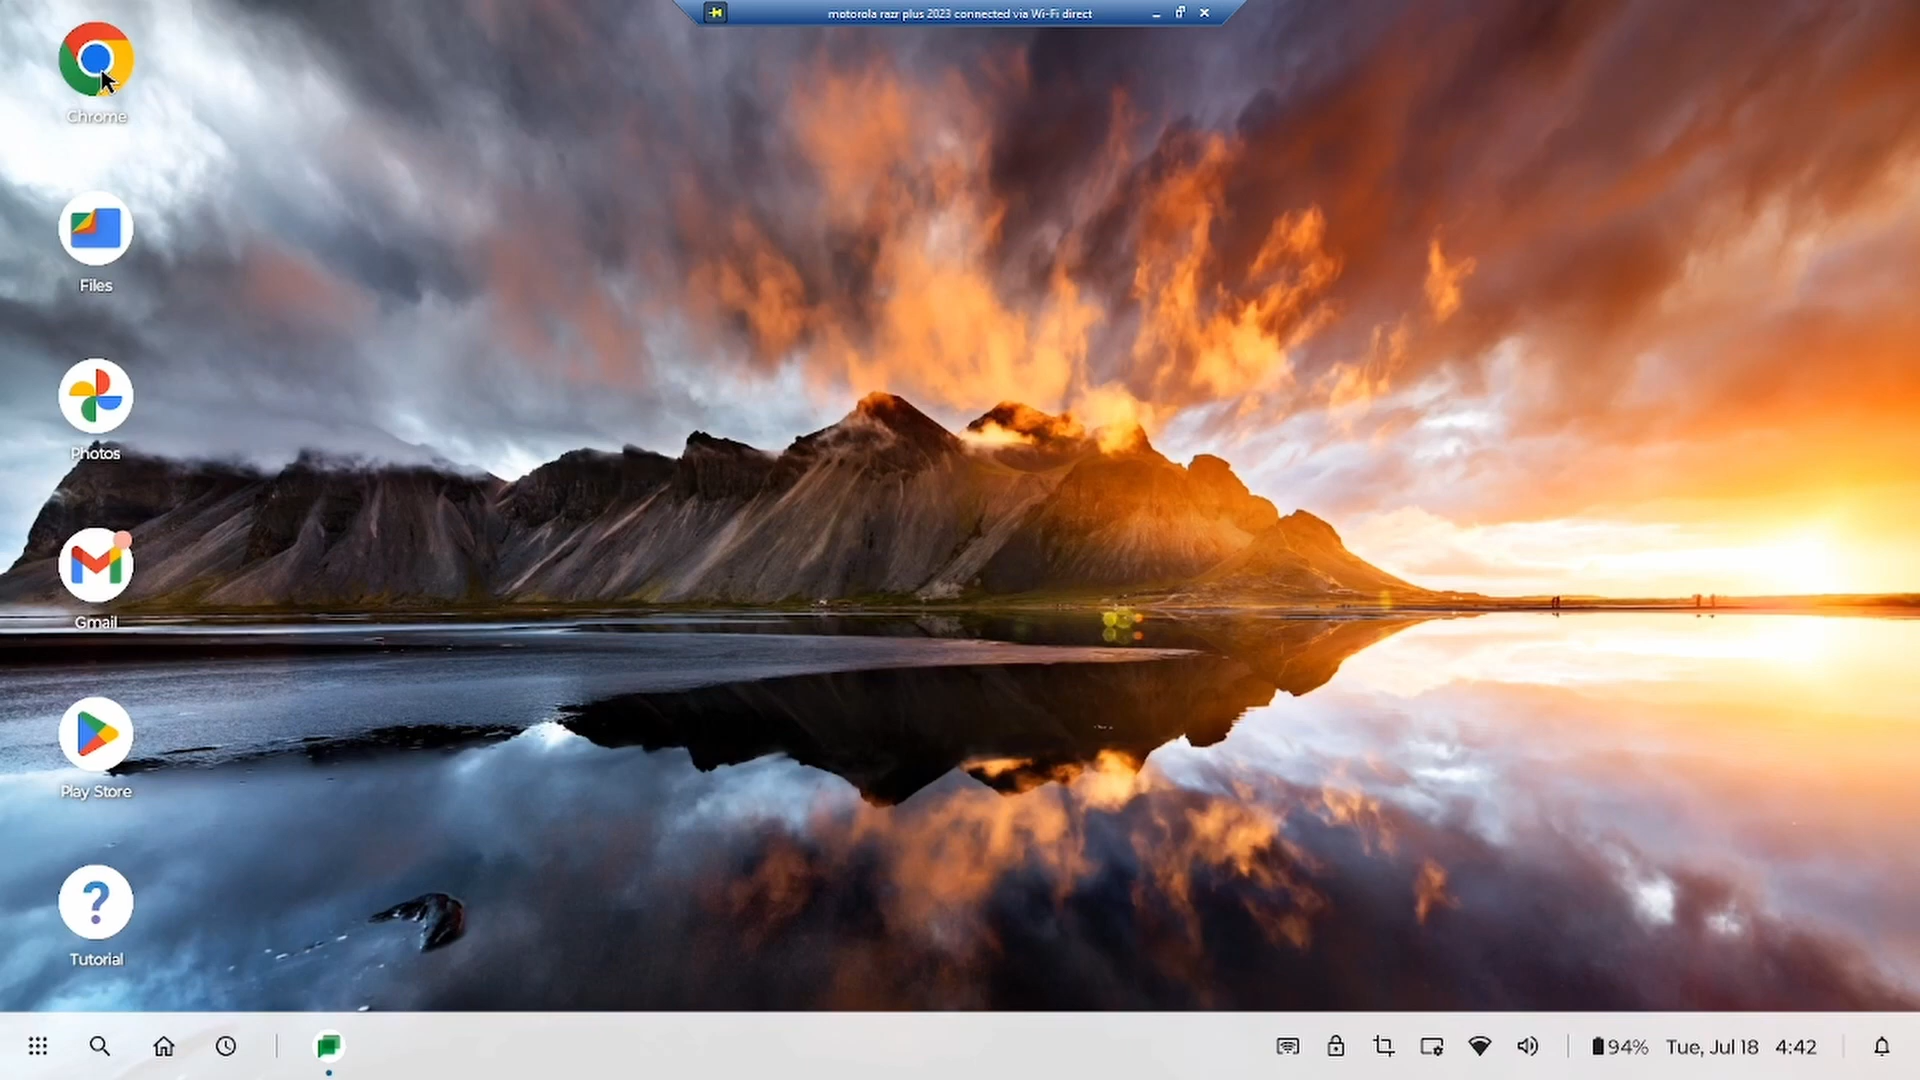 motorola razr plus 2023 connected via Wi-Fi direct
Chrome
Files
Photos
Gmail
Play Store
Tutorial
94% Tue, Jul 18 4:42